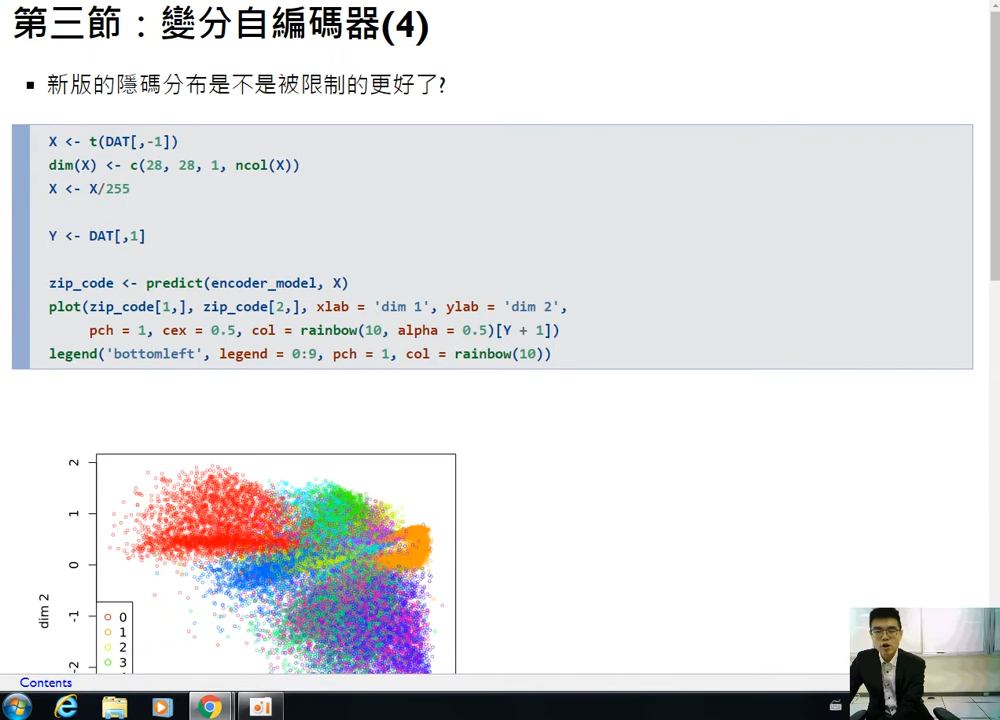 第三節：變分自編碼器(4)
新版的隱碼分布是不是被限制的更好了?
X <- t(DAT[,-1])
dim(X) <- c(28, 28, 1, ncol(X))
X <- X/255
Y <- DAT[,1]
zip_code <- predict(encoder_model, X)
plot(zip_code[1,], zip_code[2,], xlab = 'dim 1', ylab = 'dim 2',
pch = 1, cex = 0.5, col = rainbow(10, alpha = 0.5)[Y + 1])
legend('bottomleft', legend = 0:9, pch = 1, col = rainbow(10))
2
1
0
-1
-2
dim 2
0
1
2
3
Contents